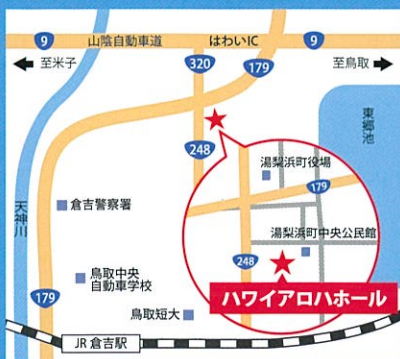 9
山陰自動車道
はわいIC
9
至米子
320
179
至鳥取
東郷池
248
湯梨浜町役場
179
倉吉警察署
天神川
湯梨浜町中央公民館
248
鳥取中央
自動車学校
179
ハワイアロハホール
鳥取短大
JR 倉吉駅